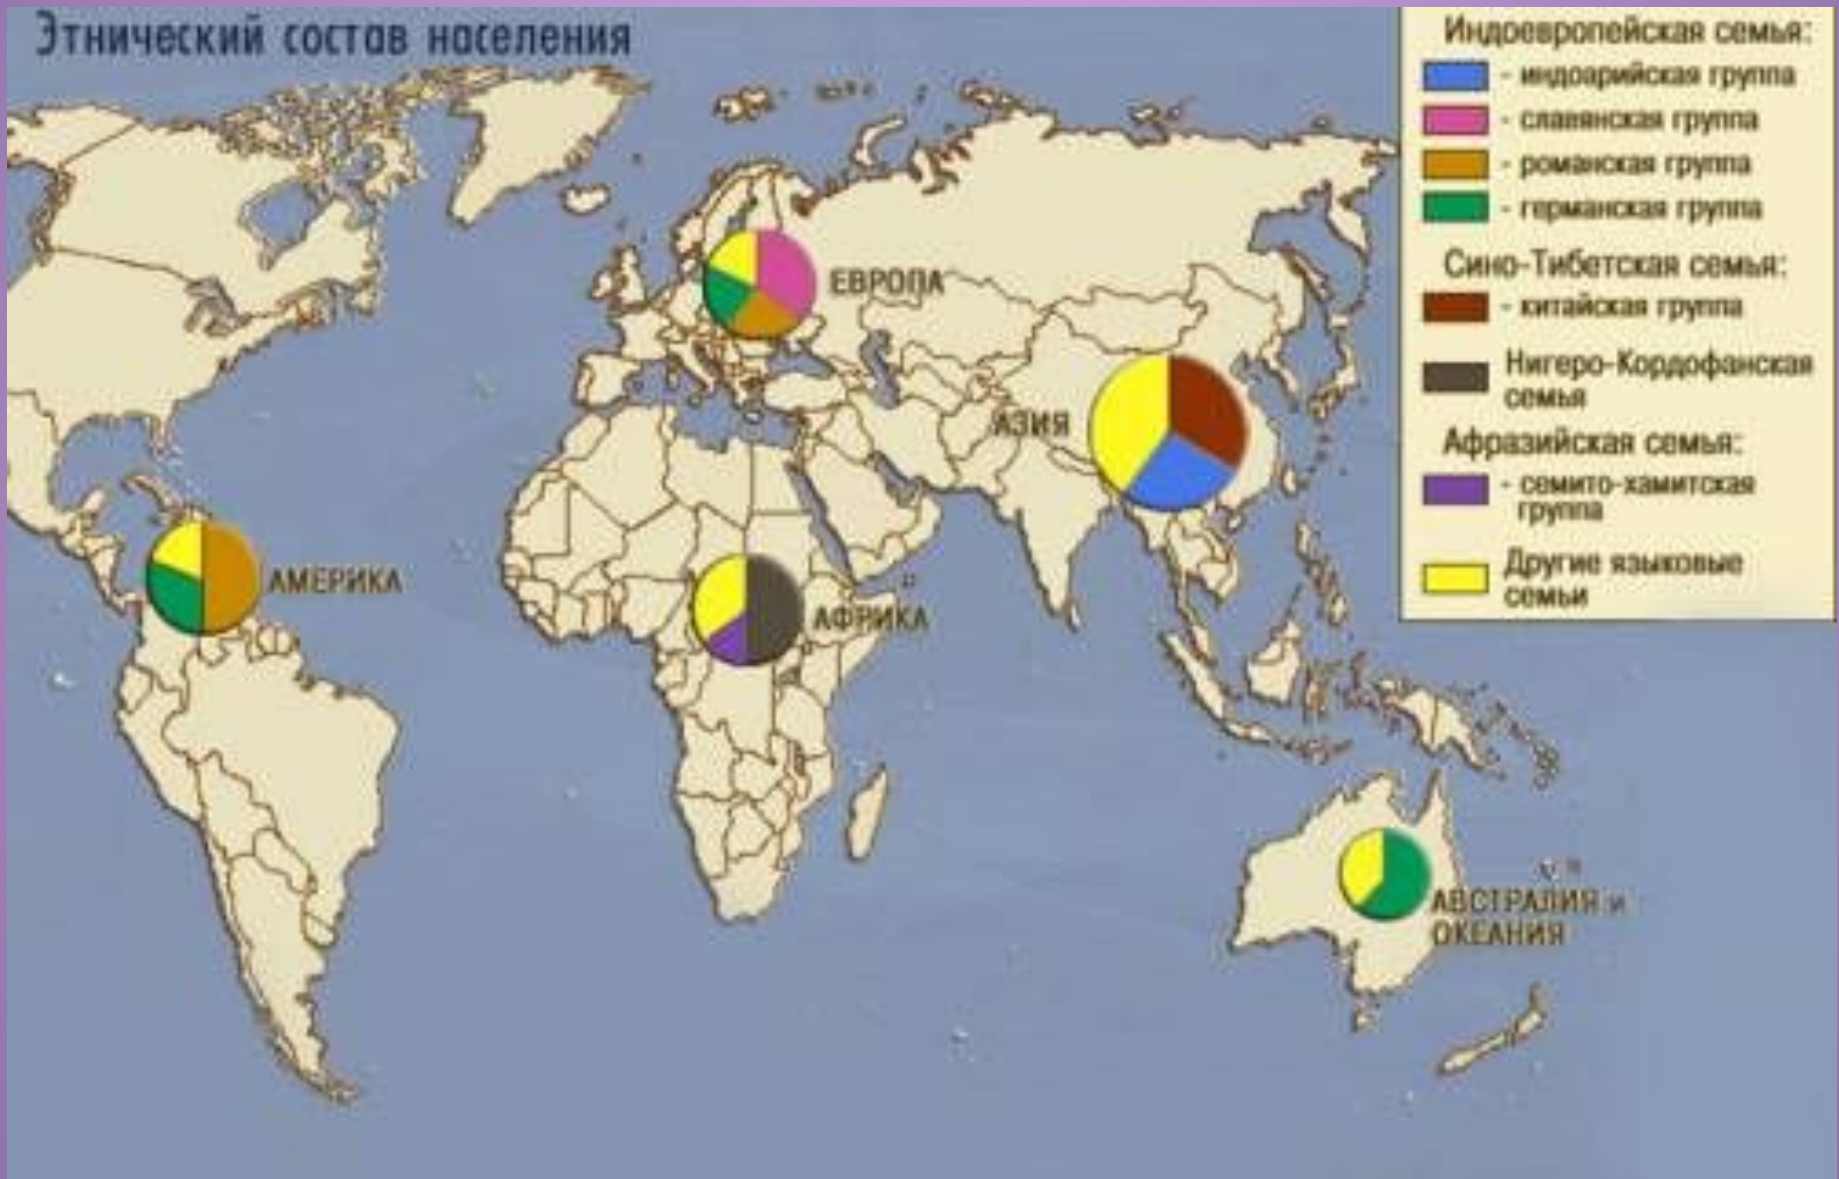 Этнический состав населения
Индоевропейская семья:
- индоарийская группа
- славянская группа
- романская группа
- германская группа
Сино-Тибетская семья:
- китайская группа
Нигеро-Кордофанская
семья
Афразийская семья:
- семито-хамитская
группа
Другие языковые
семьи
ЕВРОПА
АЗИЯ
АМЕРИКА
АФРИКА
АВСТРАЛИЯ и
ОКЕАНИЯ